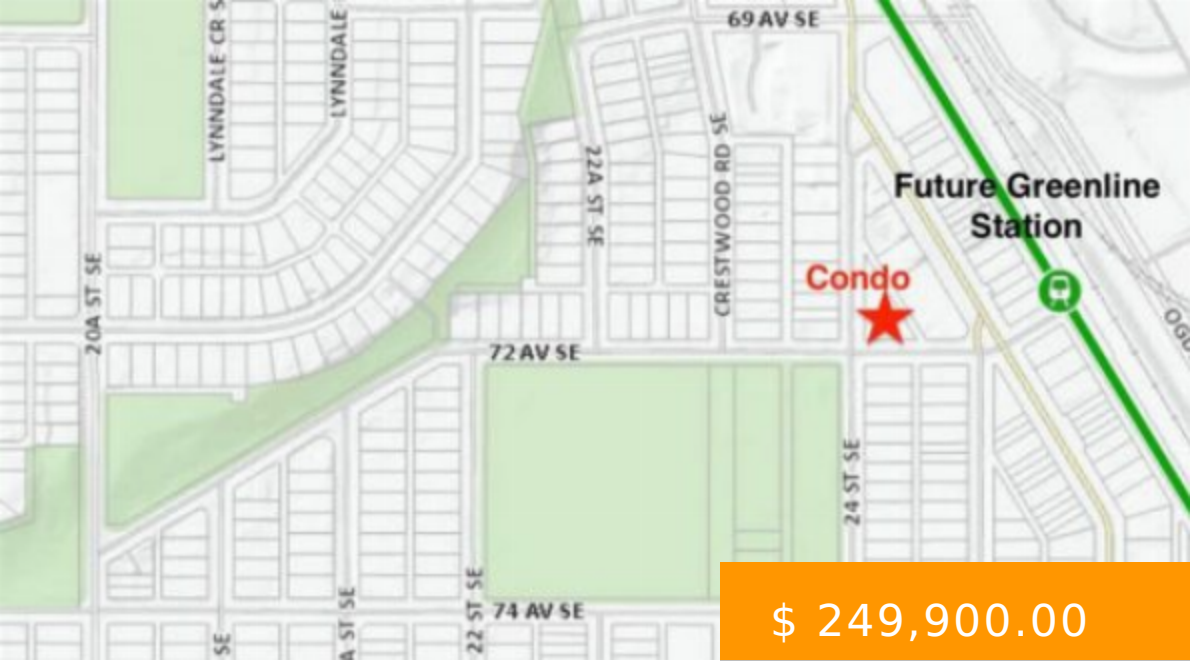 69 AV SE
LYNNDALE CR S
LYNNDALE
22A ST SE
CRESTWOOD RD SE
Future Greenline
Station
Condo
20A ST SE
72 AV SE
24 ST SE
22 ST SE
74 AV SE
A ST SE
SE
$ 249,900.00